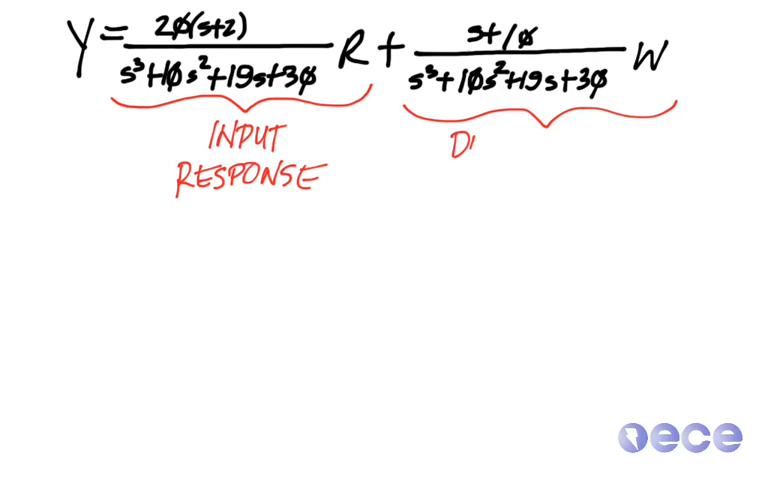 Y = 20(s+2) / s³+10s²+19s+30 R + s+10 / s³+10s²+19s+30 W
INPUT
RESPONSE
DI
ece